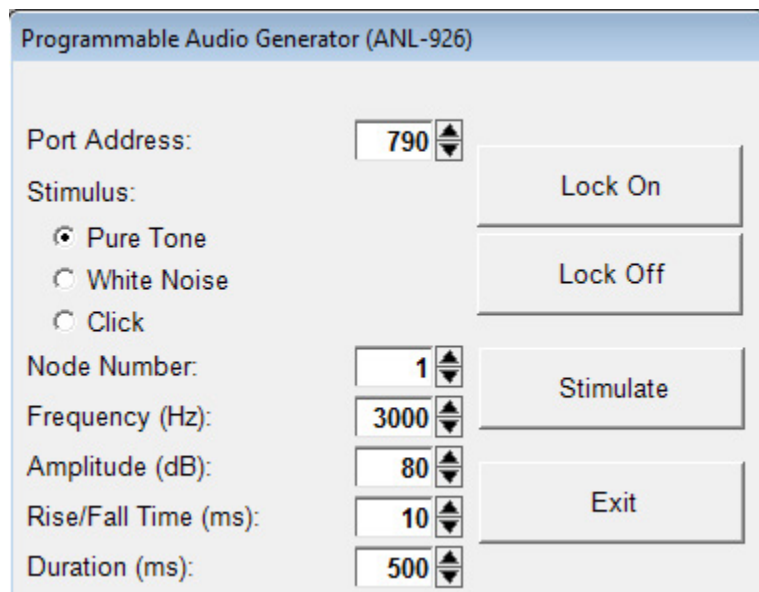 Programmable Audio Generator (ANL-926)
Port Address: 790
Lock On
Stimulus:
Pure Tone
White Noise
Lock Off
Click
Node Number: 1
Stimulate
Frequency (Hz): 3000
Amplitude (dB): 80
Rise/Fall Time (ms): 10
Exit
Duration (ms): 500